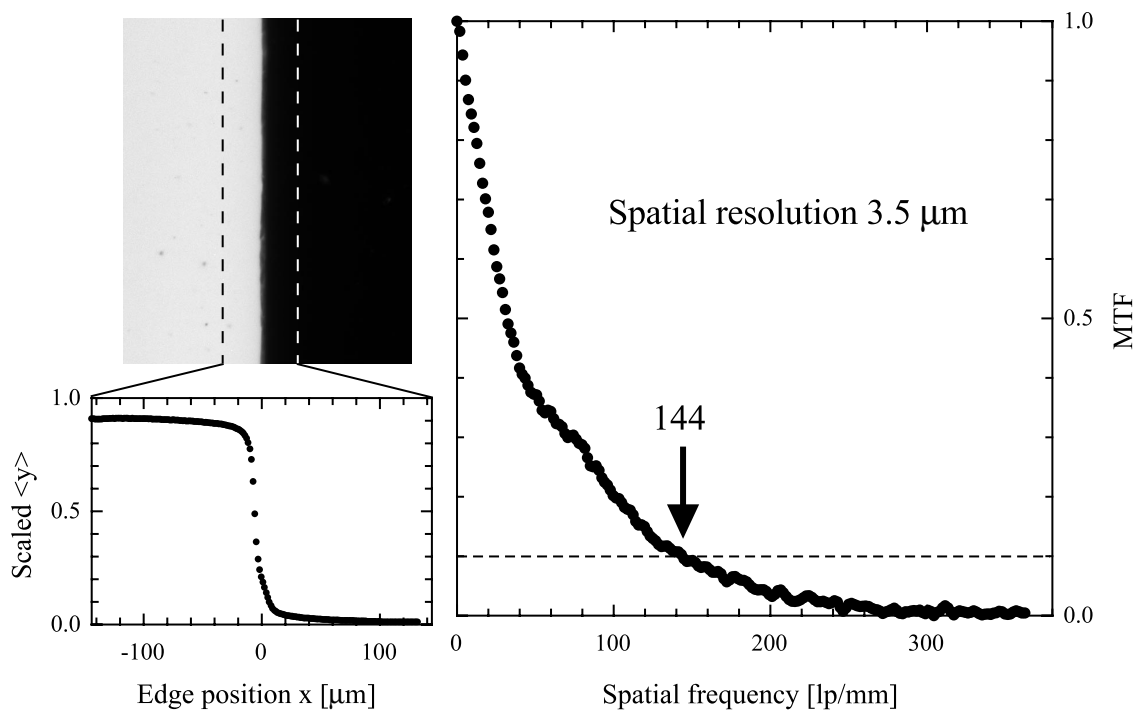 1.0
0.5
0.0
Scaled <y>
-100
0
100
Edge position x [μm]
Spatial resolution 3.5 μm
144
1.0
0.5
0.0
MTF
0
100
200
300
Spatial frequency [lp/mm]